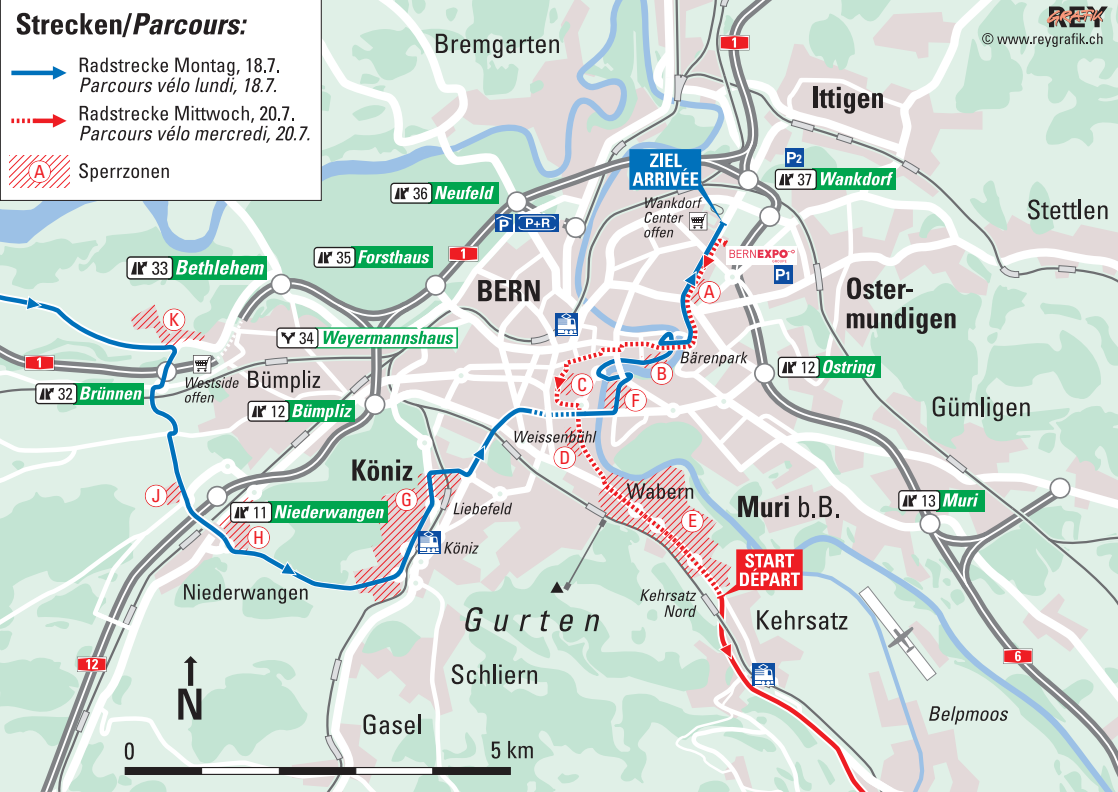 Strecken/Parcours:
Radstrecke Montag, 18.7.
Parcours vélo lundi, 18.7.
Radstrecke Mittwoch, 20.7.
Parcours vélo mercredi, 20.7.
A Sperrzonen
REY
GRAFIK
© www.reygrafik.ch
Bremgarten
1
Ittigen
ZIEL
ARRIVÉE
P2
37 Wankdorf
36 Neufeld
P P+R
Wankdorf
Center
offen
Stettlen
33 Bethlehem
35 Forsthaus
1
BERNEXPO
P1
BERN
A
Oster-
mundigen
K
34 Weyermannshaus
Bärenpark
1
Westside
offen
Bümpliz
B
12 Ostring
32 Brünnen
12 Bümpliz
C
F
Gümligen
Weissenbühl
D
Köniz
J
G
Wabern
Muri b.B.
13 Muri
11 Niederwangen
Liebefeld
E
H
Köniz
START
DÉPART
Niederwangen
Kehrsatz
Nord
Gurten
Kehrsatz
12
6
N
Schliern
Gasel
Belpmoos
0 5 km